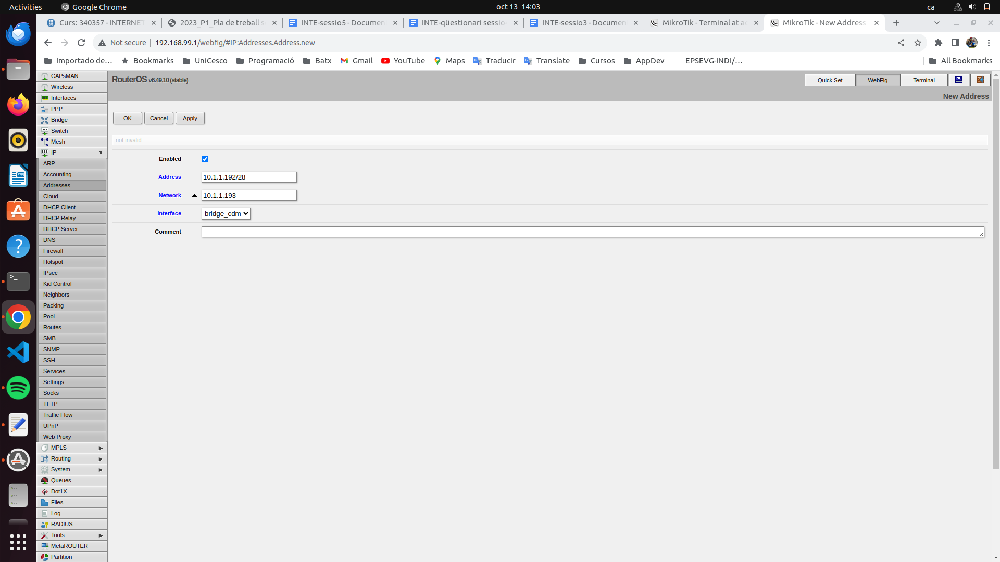 Activities
Google Chrome
oct 13 14:03
ca
Curs: 340357 - INTERNET
2023_P1_Pla de treball s
INTE-sessio5 - Documen
INTE-qüestionari sessio
INTE-sessio3 - Documen
MikroTik - Terminal at a
MikroTik - New Address
Not secure
192.168.99.1/webfig/#IP:Addresses.Address.new
Importado de...
Bookmarks
UniCesco
Programació
Batx
Gmail
YouTube
Maps
Traducir
Translate
Cursos
AppDev
EPSEVG-INDI/...
All Bookmarks
CAPsMAN
Wireless
Interfaces
PPP
Bridge
Switch
Mesh
IP
ARP
Accounting
Addresses
Cloud
DHCP Client
DHCP Relay
DHCP Server
DNS
Firewall
Hotspot
IPsec
Kid Control
Neighbors
Packing
Pool
Routes
SMB
SNMP
SSH
Services
Settings
Socks
TFTP
Traffic Flow
UPnP
Web Proxy
MPLS
Routing
System
Queues
Dot1X
Files
Log
RADIUS
Tools
MetaROUTER
Partition
RouterOS v6.49.10 (stable)
Quick Set
WebFig
Terminal
New Address
OK
Cancel
Apply
not invalid
Enabled
Address
10.1.1.192/28
Network
10.1.1.193
Interface
bridge_cdm
Comment